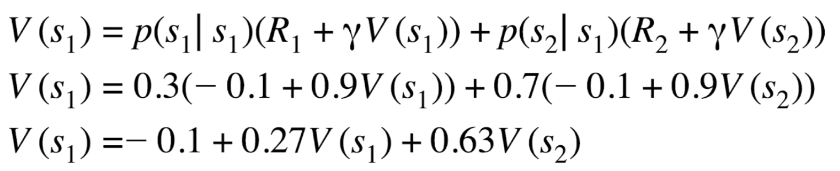 V(s₁) = p(s₁| s₁)(R₁ + γV(s₁)) + p(s₂| s₁)(R₂ + γV(s₂))
V(s₁) = 0.3(− 0.1 + 0.9V(s₁)) + 0.7(− 0.1 + 0.9V(s₂))
V(s₁) =− 0.1 + 0.27V(s₁) + 0.63V(s₂)